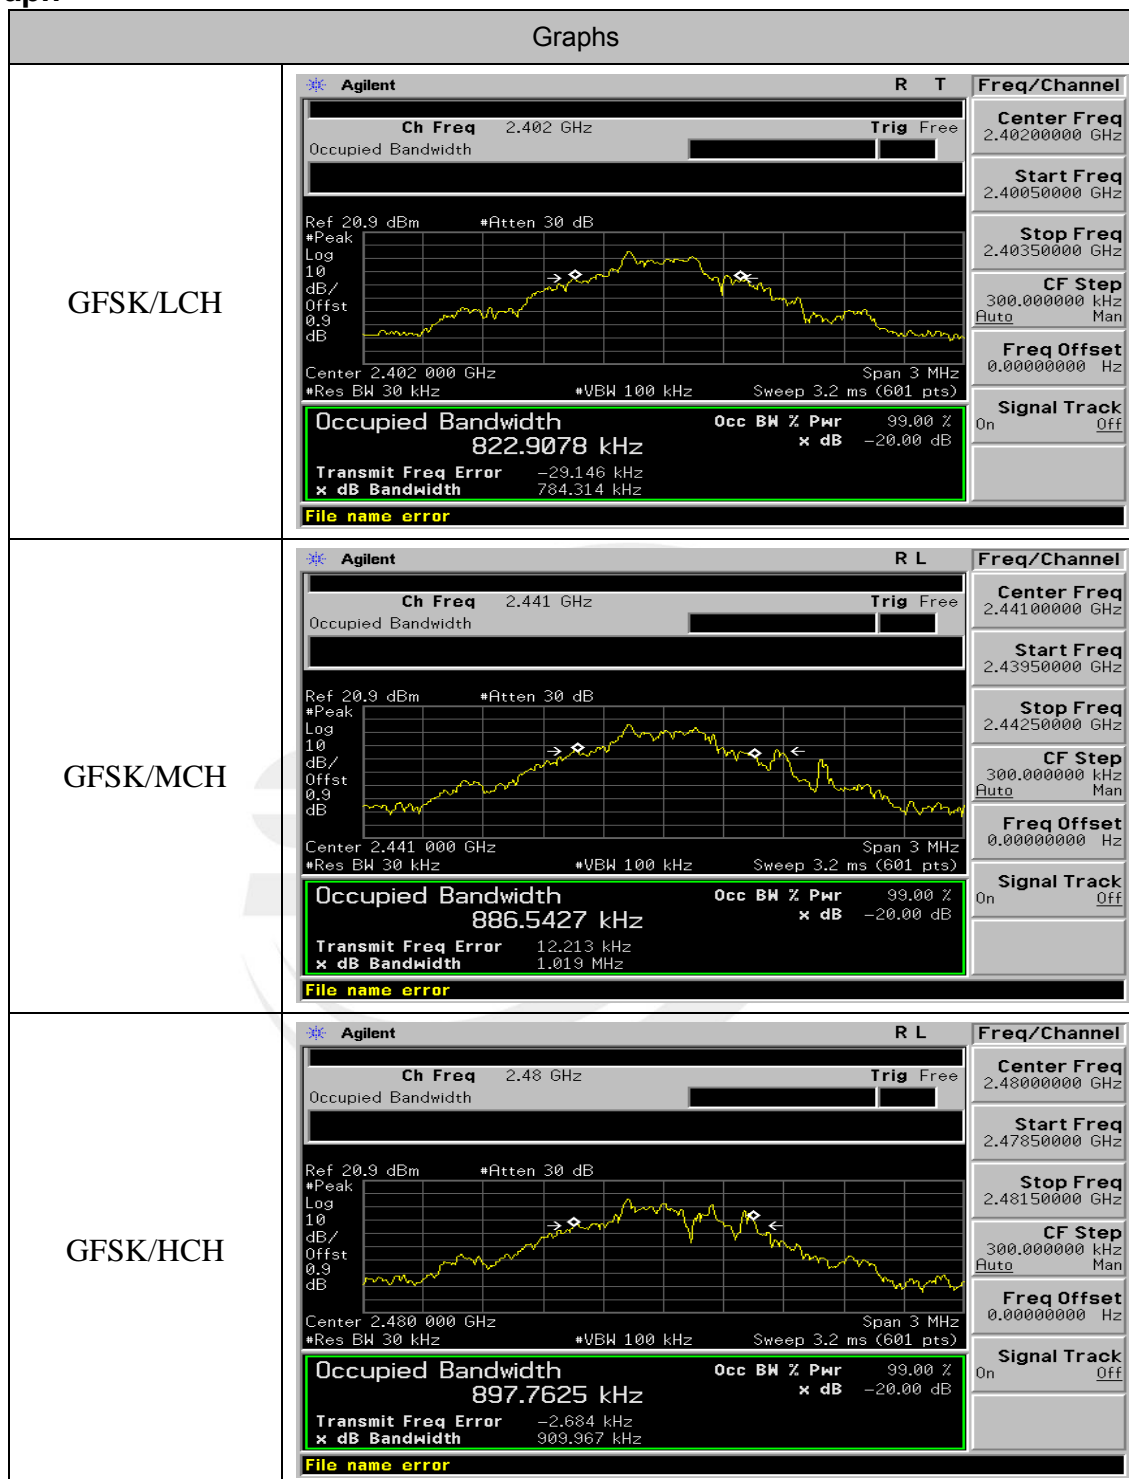 Graphs
GFSK/LCH
Agilent R T
Freq/Channel
Ch Freq 2.402 GHz Trig Free
Occupied Bandwidth
Center Freq
2.40200000 GHz
Start Freq
2.40050000 GHz
Stop Freq
2.40350000 GHz
CF Step
300.000000 kHz
Auto Man
Freq Offset
0.00000000 Hz
Signal Track
On Off
Ref 20.9 dBm #Atten 30 dB
#Peak
Log
10
dB/
Offst
0.9
dB
Center 2.402 000 GHz Span 3 MHz
#Res BW 30 kHz #VBW 100 kHz Sweep 3.2 ms (601 pts)
Occupied Bandwidth Occ BW % Pwr 99.00 %
822.9078 kHz x dB -20.00 dB
Transmit Freq Error -29.146 kHz
x dB Bandwidth 784.314 kHz
File name error
GFSK/MCH
Agilent R L
Freq/Channel
Ch Freq 2.441 GHz Trig Free
Occupied Bandwidth
Center Freq
2.44100000 GHz
Start Freq
2.43950000 GHz
Stop Freq
2.44250000 GHz
CF Step
300.000000 kHz
Auto Man
Freq Offset
0.00000000 Hz
Signal Track
On Off
Ref 20.9 dBm #Atten 30 dB
#Peak
Log
10
dB/
Offst
0.9
dB
Center 2.441 000 GHz Span 3 MHz
#Res BW 30 kHz #VBW 100 kHz Sweep 3.2 ms (601 pts)
Occupied Bandwidth Occ BW % Pwr 99.00 %
886.5427 kHz x dB -20.00 dB
Transmit Freq Error 12.213 kHz
x dB Bandwidth 1.019 MHz
File name error
GFSK/HCH
Agilent R L
Freq/Channel
Ch Freq 2.48 GHz Trig Free
Occupied Bandwidth
Center Freq
2.48000000 GHz
Start Freq
2.47850000 GHz
Stop Freq
2.48150000 GHz
CF Step
300.000000 kHz
Auto Man
Freq Offset
0.00000000 Hz
Signal Track
On Off
Ref 20.9 dBm #Atten 30 dB
#Peak
Log
10
dB/
Offst
0.9
dB
Center 2.480 000 GHz Span 3 MHz
#Res BW 30 kHz #VBW 100 kHz Sweep 3.2 ms (601 pts)
Occupied Bandwidth Occ BW % Pwr 99.00 %
897.7625 kHz x dB -20.00 dB
Transmit Freq Error -2.684 kHz
x dB Bandwidth 909.967 kHz
File name error